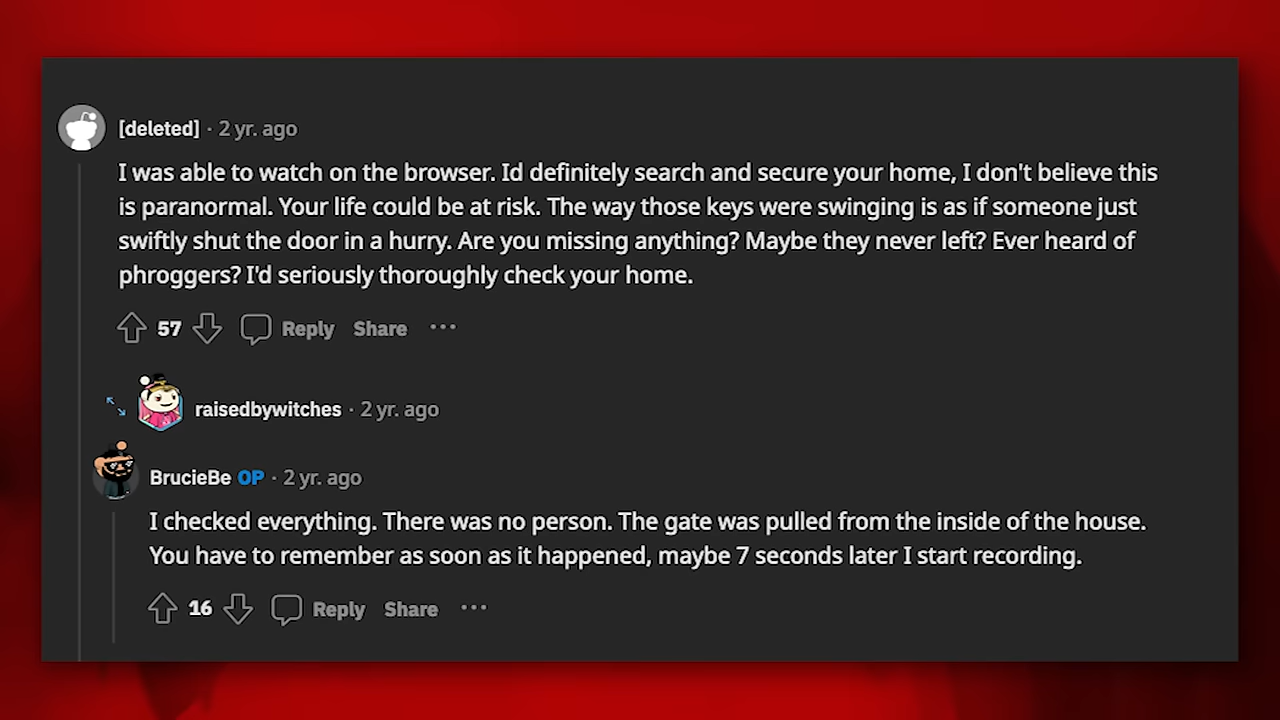 [deleted] · 2 yr. ago
I was able to watch on the browser. Id definitely search and secure your home, I don't believe this
is paranormal. Your life could be at risk. The way those keys were swinging is as if someone just
swiftly shut the door in a hurry. Are you missing anything? Maybe they never left? Ever heard of
phroggers? I'd seriously thoroughly check your home.
57 Reply Share ···
raisedbywitches · 2 yr. ago
BrucieBe OP · 2 yr. ago
I checked everything. There was no person. The gate was pulled from the inside of the house.
You have to remember as soon as it happened, maybe 7 seconds later I start recording.
16 Reply Share ···